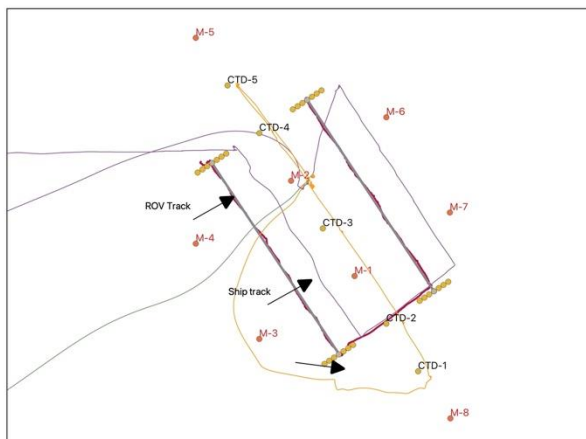 M-5
CTD-5
M-6
CTD-4
M-2
ROV Track
M-7
CTD-3
M-4
M-1
Ship track
CTD-2
M-3
CTD-1
M-8